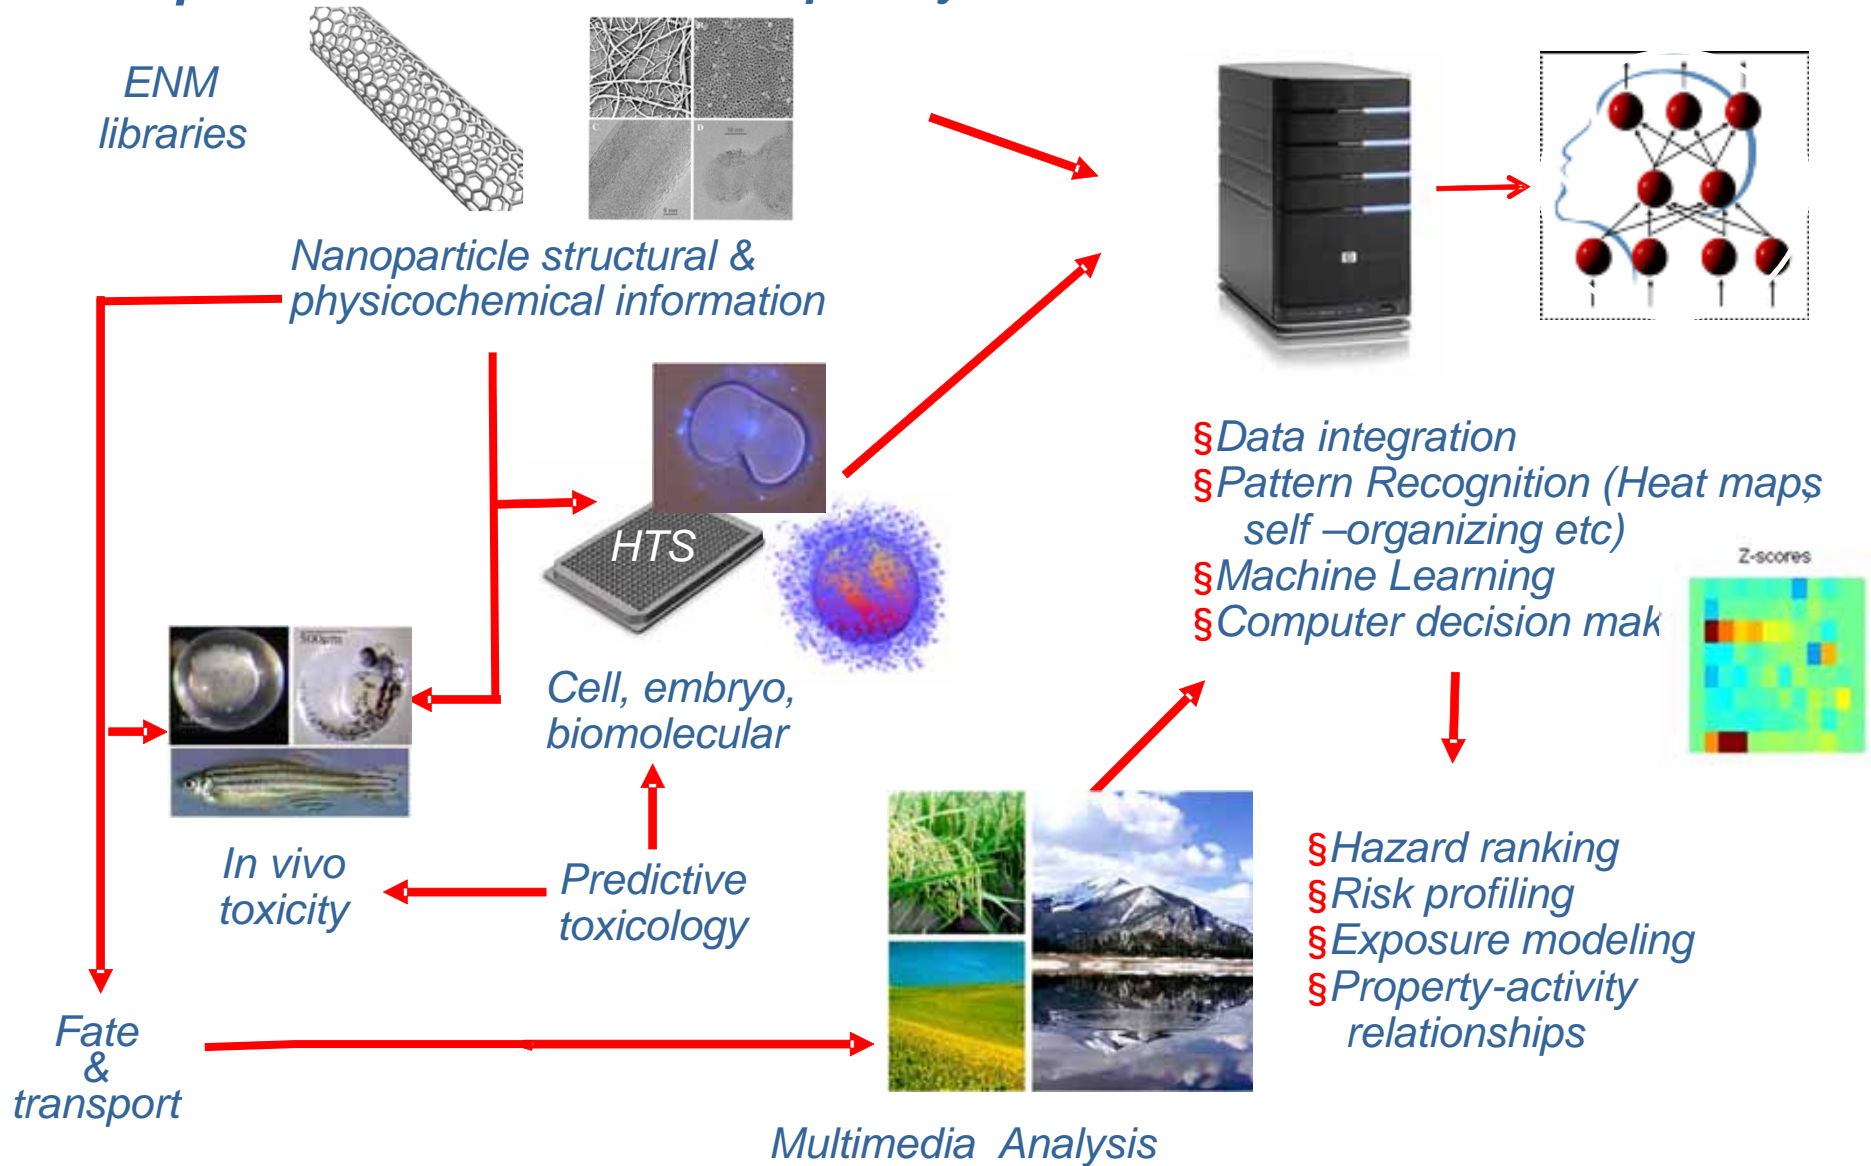 ENM
libraries
Nanoparticle structural &
physicochemical information
HTS
500µm
Cell, embryo,
biomolecular
In vivo
toxicity
Predictive
toxicology
Fate
&
transport
Multimedia Analysis
§Data integration
§Pattern Recognition (Heat maps,
self –organizing etc)
§Machine Learning
§Computer decision mak
Z-scores
§Hazard ranking
§Risk profiling
§Exposure modeling
§Property-activity
relationships